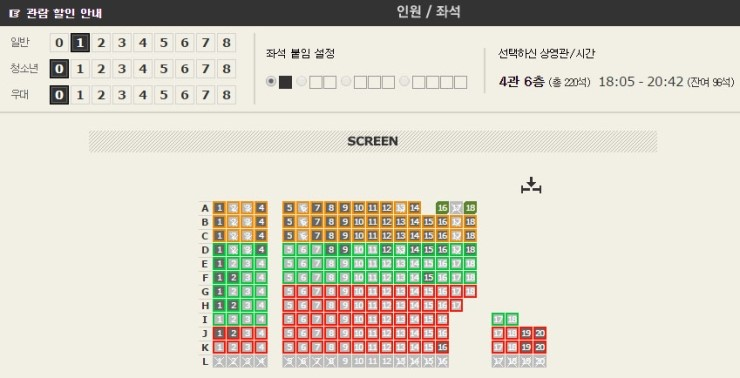 관람 할인 안내
인원 / 좌석
일반 0 1 2 3 4 5 6 7 8
청소년 0 1 2 3 4 5 6 7 8
우대 0 1 2 3 4 5 6 7 8
좌석 붙임 설정
선택하신 상영관/시간
4관 6층 (총 220석) 18:05 - 20:42 (잔여 96석)
SCREEN
A 1 2 3 4 5 6 7 8 9 10 11 12 13 14 16 17 18
B 1 2 3 4 5 6 7 8 9 10 11 12 13 14 15 16 17 18
C 1 2 3 4 5 6 7 8 9 10 11 12 13 14 15 16 17 18
D 1 2 3 4 5 6 7 8 9 10 11 12 13 14 15 16 17 18
E 1 2 3 4 5 6 7 8 9 10 11 12 13 14 15 16 17 18
F 1 2 3 4 5 6 7 8 9 10 11 12 13 14 15 16 17 18
G 1 2 3 4 5 6 7 8 9 10 11 12 13 14 15 16 17 18
H 1 2 3 4 5 6 7 8 9 10 11 12 13 14 15 16 17
I 1 2 3 4 5 6 7 8 9 10 11 12 13 14 15 16 17 18
J 1 2 3 4 5 6 7 8 9 10 11 12 13 14 15 16 17 18 19 20
K 1 2 3 4 5 6 7 8 9 10 11 12 13 14 15 16 17 18 19 20
L 1 2 3 4 5 6 7 8 9 10 11 12 13 14 15 16 17 18 19 20